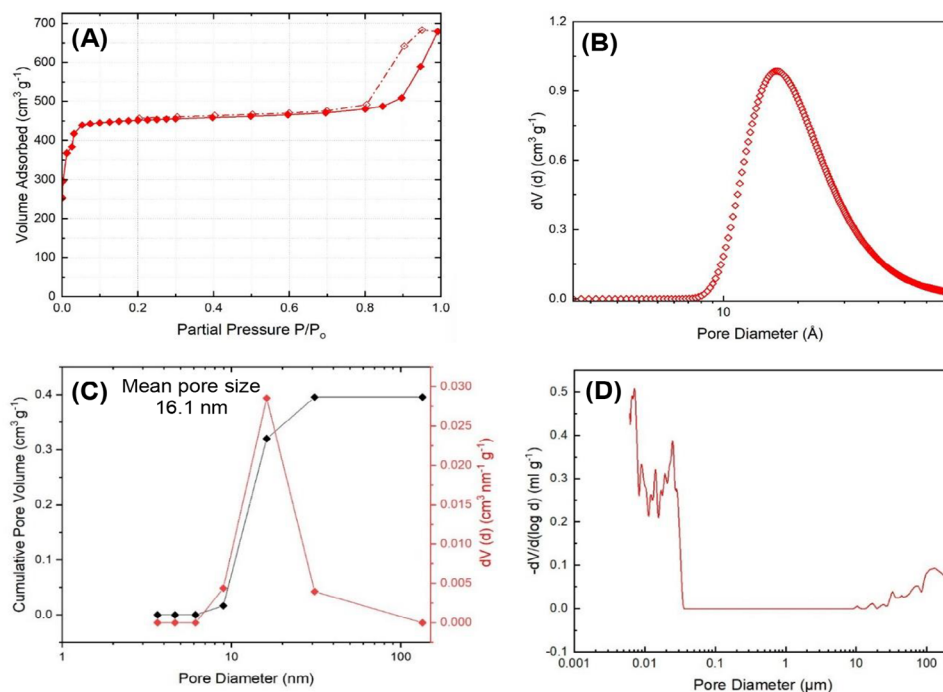 (A)
Volume Adsorbed (cm³ g⁻¹)
700
600
500
400
300
200
100
0
0.0 0.2 0.4 0.6 0.8 1.0
Partial Pressure P/Pₒ
(B)
dV (d) (cm³ g⁻¹)
1.2
0.9
0.6
0.3
0.0
10
Pore Diameter (Å)
(C)
Mean pore size
16.1 nm
Cumulative Pore Volume (cm³ g⁻¹)
0.4
0.3
0.2
0.1
0.0
1 10 100
Pore Diameter (nm)
0.030
0.025
0.020
0.015
0.010
0.005
0.000
dV (d) (cm³ nm⁻¹ g⁻¹)
(D)
-dV/d(log d) (ml g⁻¹)
0.5
0.4
0.3
0.2
0.1
0.0
-0.1
0.001 0.01 0.1 1 10 100
Pore Diameter (µm)